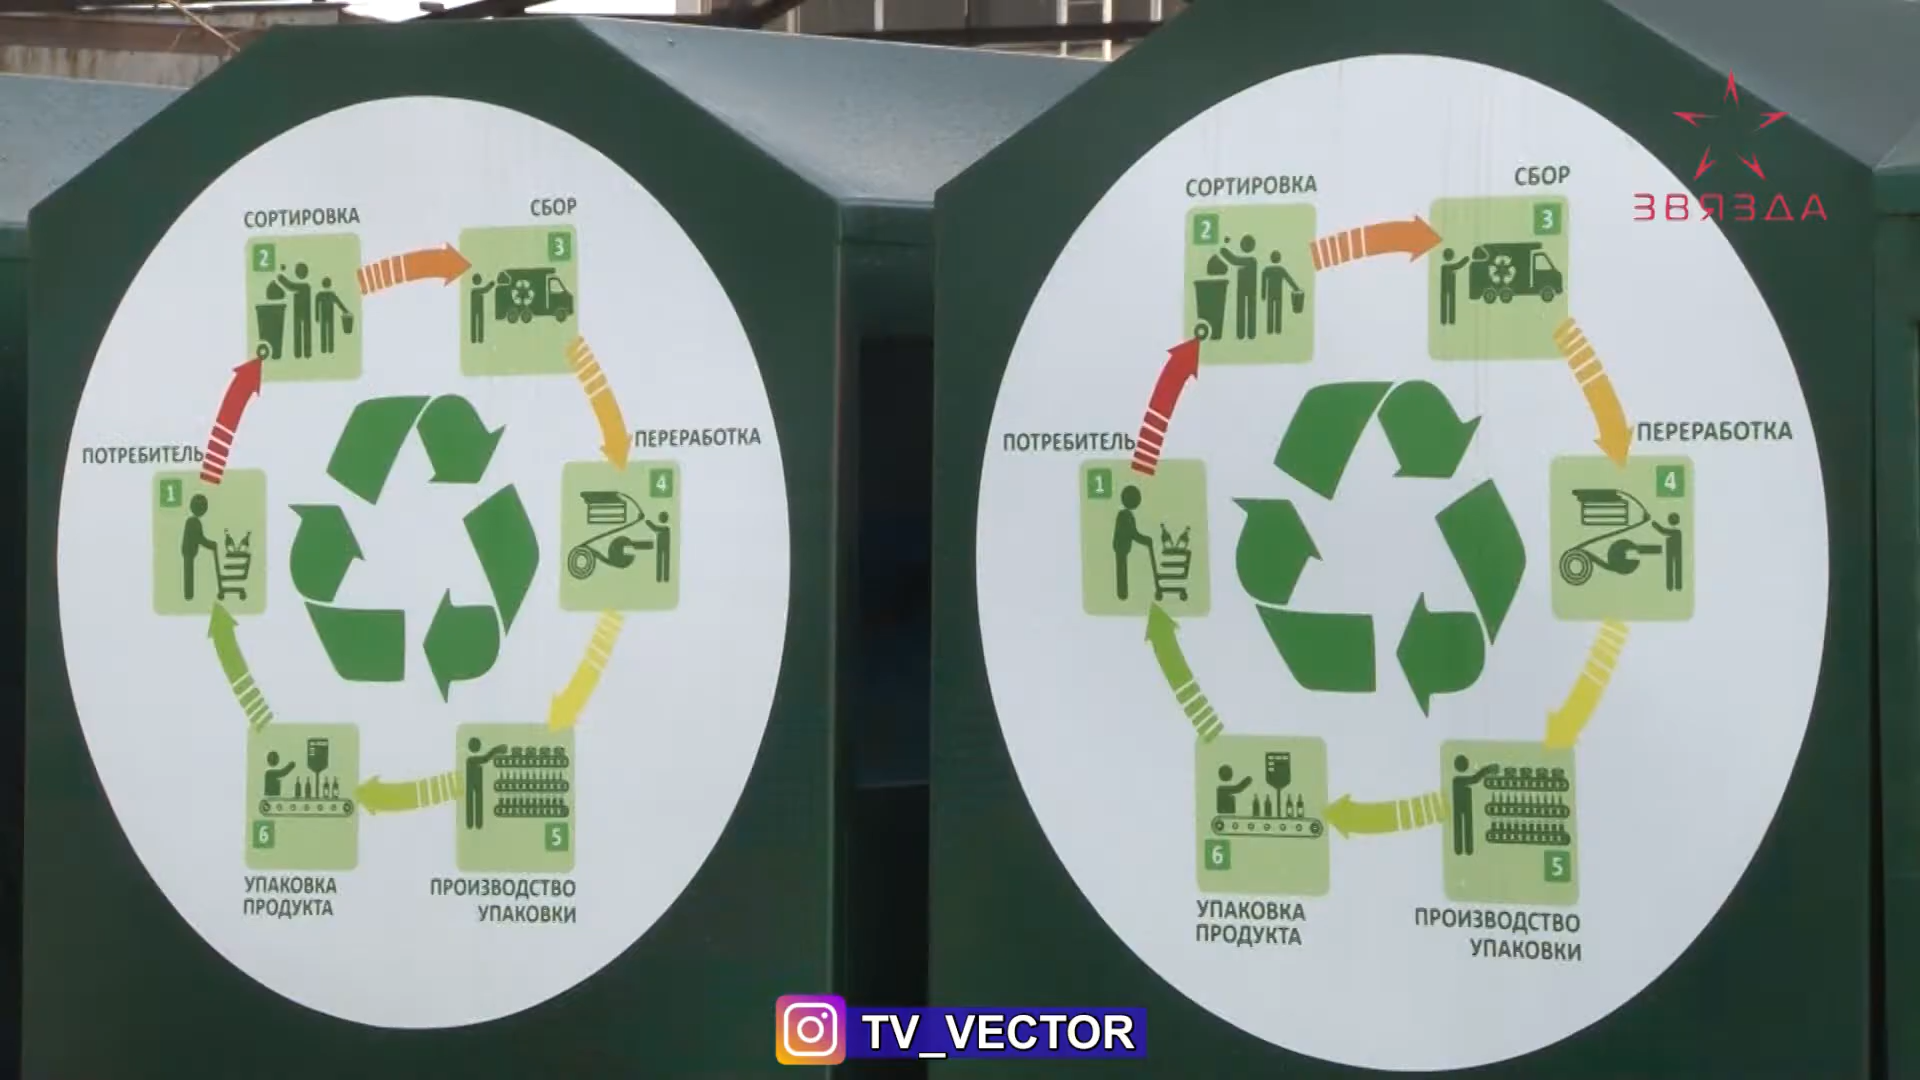 СОРТИРОВКА
СБОР
2
3
ПОТРЕБИТЕЛЬ
ПЕРЕРАБОТКА
1
4
6
5
УПАКОВКА
ПРОДУКТА
ПРОИЗВОДСТВО
УПАКОВКИ
СОРТИРОВКА
СБОР
2
3
ПОТРЕБИТЕЛЬ
ПЕРЕРАБОТКА
1
4
6
5
УПАКОВКА
ПРОДУКТА
ПРОИЗВОДСТВО
УПАКОВКИ
ЗВЯЗДА
TV_VECTOR